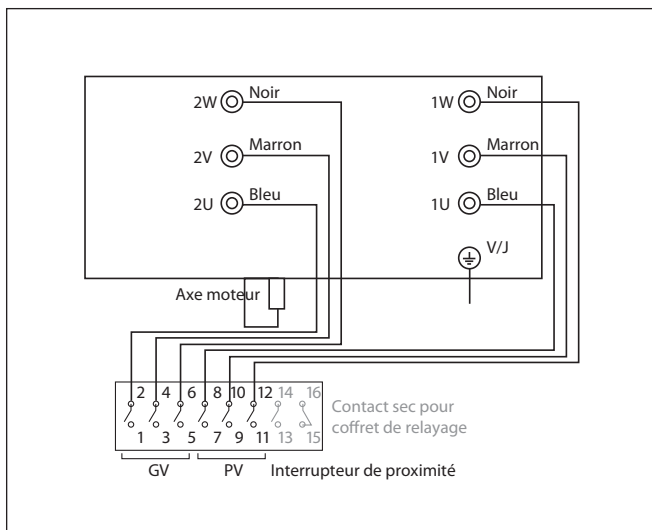 2W Noir 1W Noir
2V Marron 1V Marron
2U Bleu 1U Bleu
V/J
Axe moteur
2 4 6 8 10 12 14 16
Contact sec pour
coffret de relayage
1 3 5 7 9 11 13 15
GV PV Interrupteur de proximité